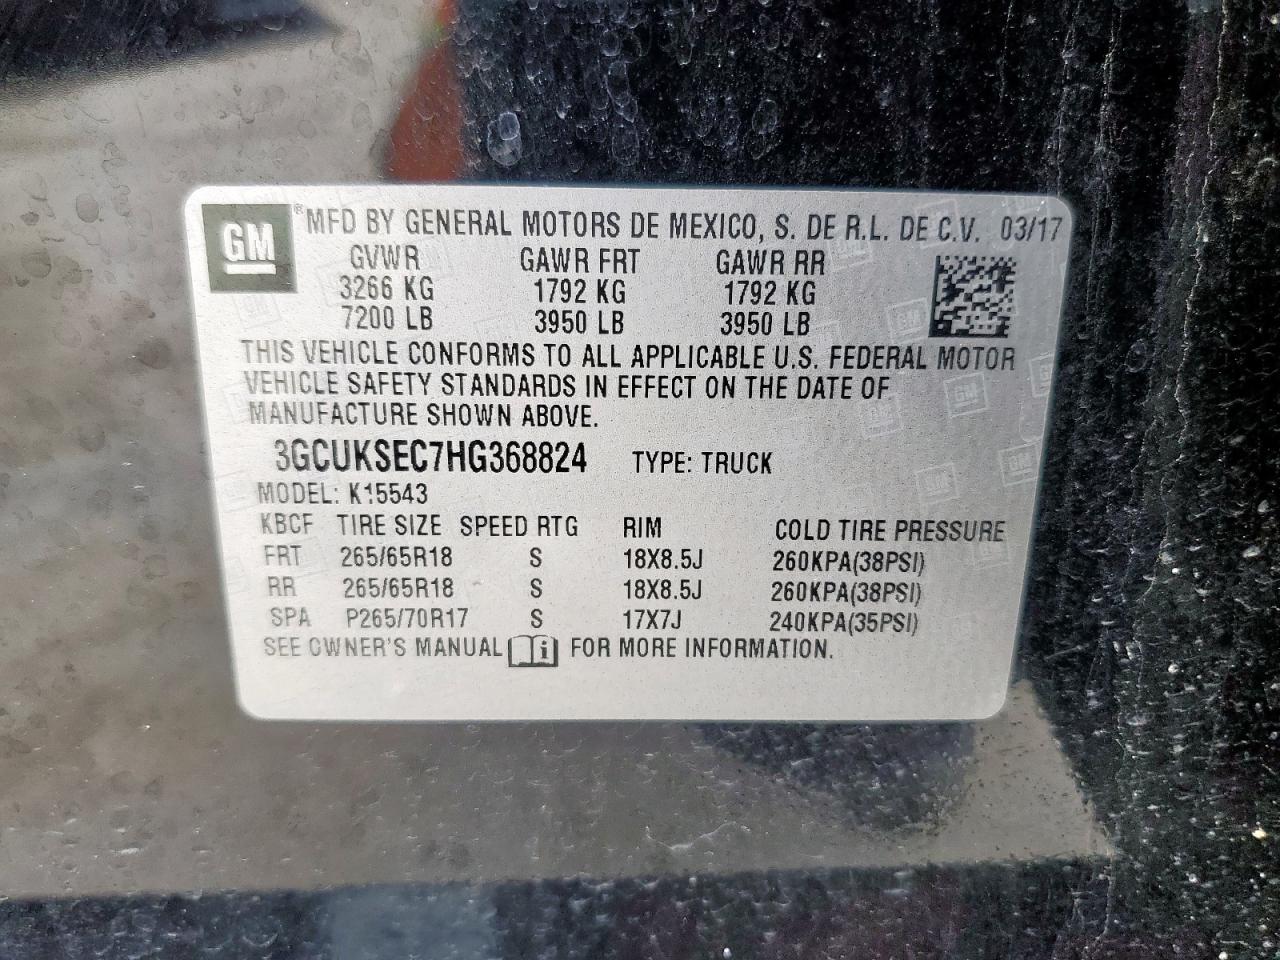 GM ® MFD BY GENERAL MOTORS DE MEXICO, S. DE R.L. DE C.V. 03/17
GVWR GAWR FRT GAWR RR
3266 KG 1792 KG 1792 KG
7200 LB 3950 LB 3950 LB
THIS VEHICLE CONFORMS TO ALL APPLICABLE U.S. FEDERAL MOTOR
VEHICLE SAFETY STANDARDS IN EFFECT ON THE DATE OF
MANUFACTURE SHOWN ABOVE.
3GCUKSEC7HG368824 TYPE: TRUCK
MODEL: K15543
KBCF TIRE SIZE SPEED RTG RIM COLD TIRE PRESSURE
FRT 265/65R18 S 18X8.5J 260KPA(38PSI)
RR 265/65R18 S 18X8.5J 260KPA(38PSI)
SPA P265/70R17 S 17X7J 240KPA(35PSI)
SEE OWNER'S MANUAL i FOR MORE INFORMATION.